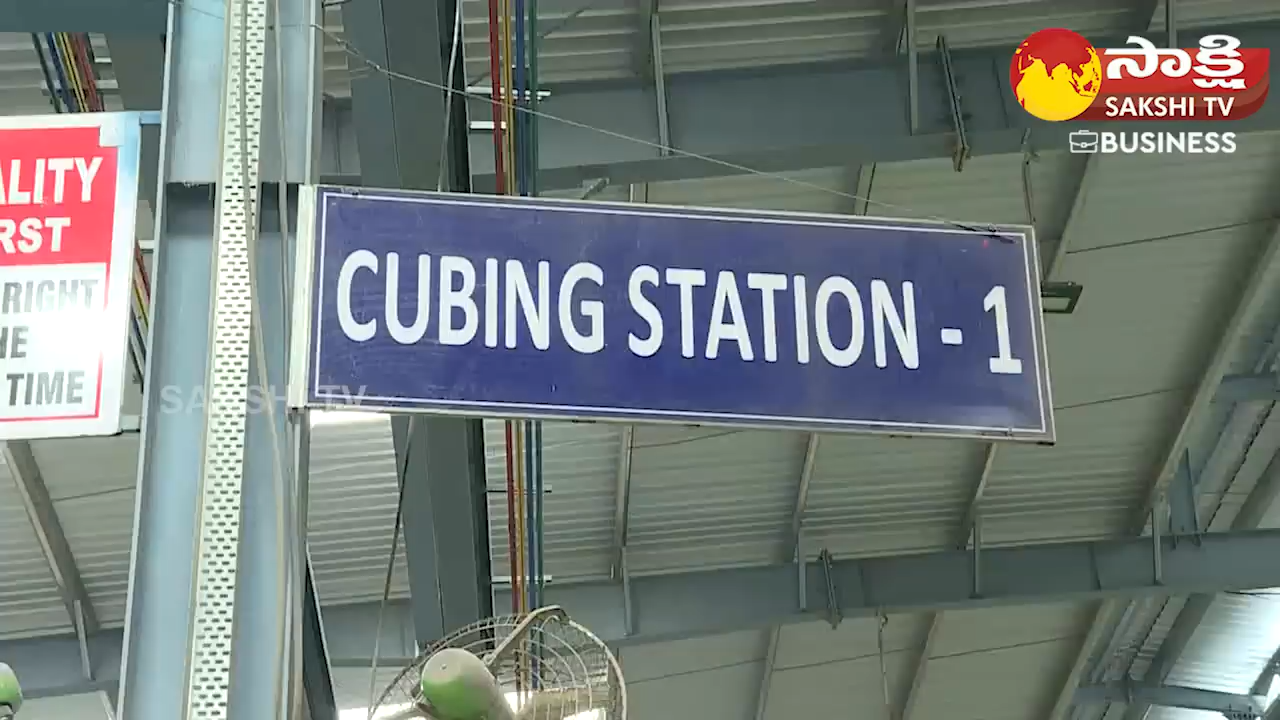 సాక్షి
SAKSHI TV
BUSINESS
ALITY
RST
RIGHT
HE
TIME
CUBING STATION - 1
SAKSHI TV